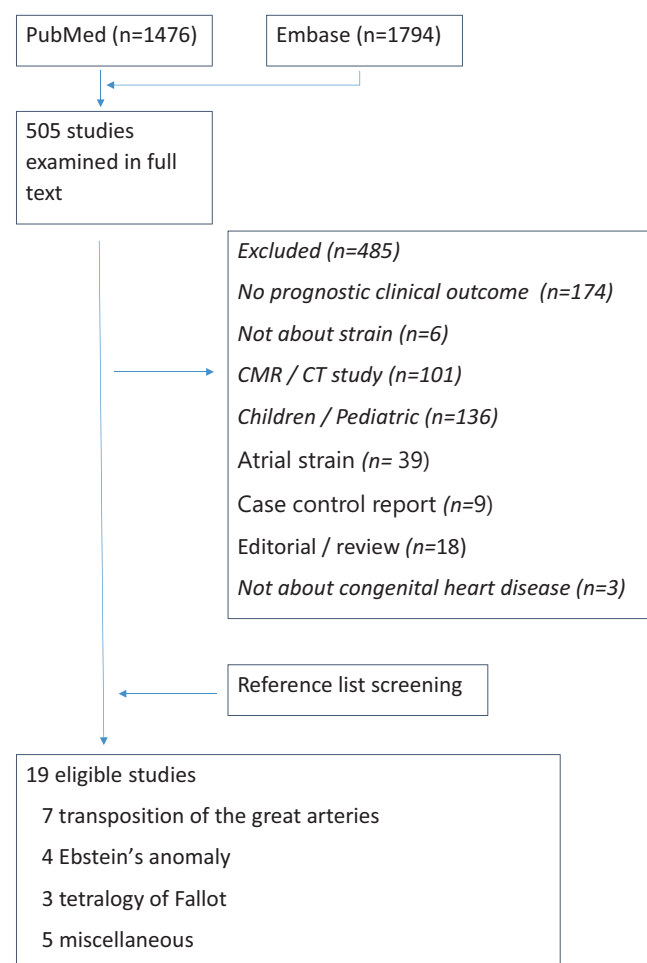 PubMed (n=1476)
Embase (n=1794)
505 studies
examined in full
text
Excluded (n=485)
No prognostic clinical outcome (n=174)
Not about strain (n=6)
CMR / CT study (n=101)
Children / Pediatric (n=136)
Atrial strain (n= 39)
Case control report (n=9)
Editorial / review (n=18)
Not about congenital heart disease (n=3)
Reference list screening
19 eligible studies
7 transposition of the great arteries
4 Ebstein’s anomaly
3 tetralogy of Fallot
5 miscellaneous